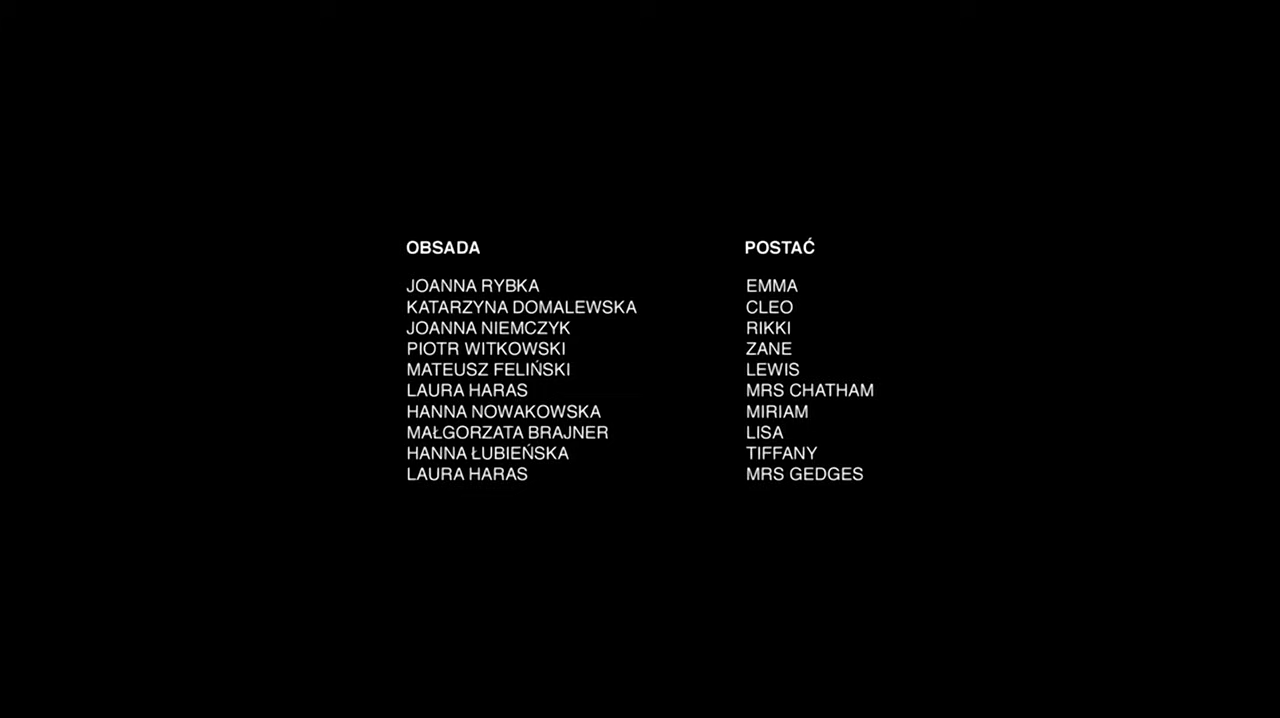 OBSADA POSTAĆ
JOANNA RYBKA EMMA
KATARZYNA DOMALEWSKA CLEO
JOANNA NIEMCZYK RIKKI
PIOTR WITKOWSKI ZANE
MATEUSZ FELIŃSKI LEWIS
LAURA HARAS MRS CHATHAM
HANNA NOWAKOWSKA MIRIAM
MAŁGORZATA BRAJNER LISA
HANNA ŁUBIEŃSKA TIFFANY
LAURA HARAS MRS GEDGES